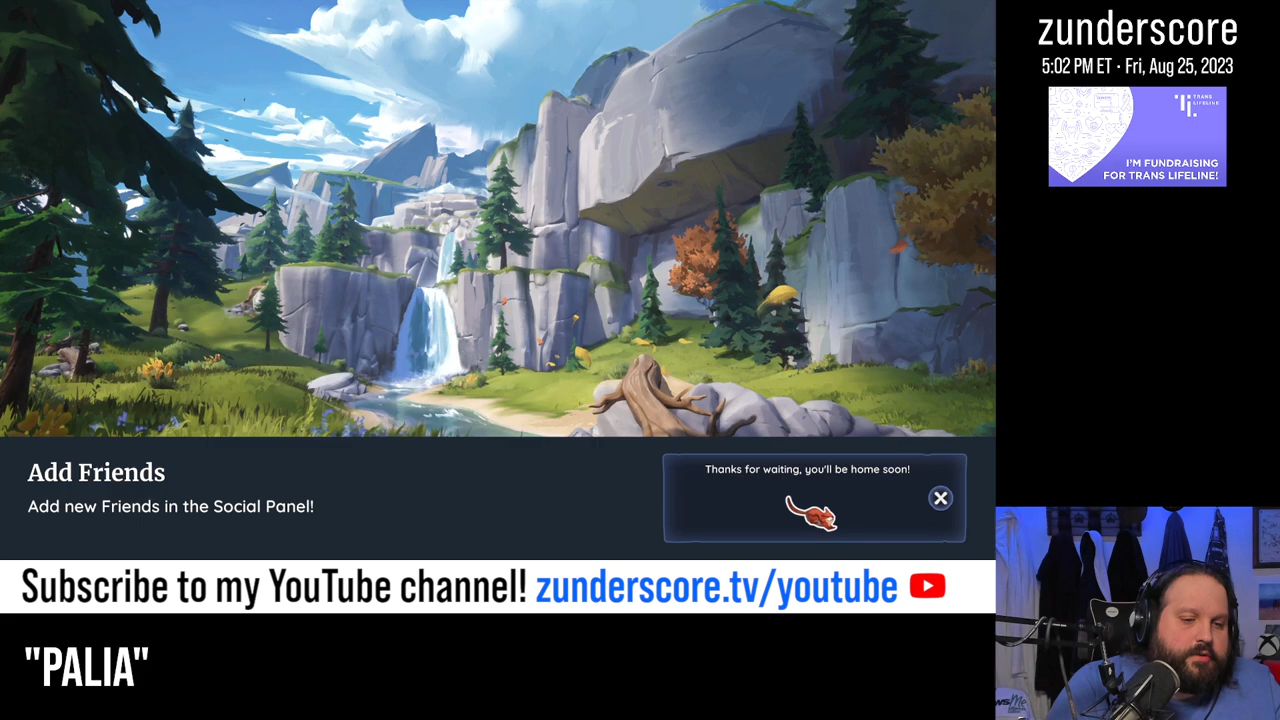 zunderscore
5:02 PM ET · Fri, Aug 25, 2023
TRANS
LIFELINE
I'M FUNDRAISING
FOR TRANS LIFELINE!
Add Friends
Add new Friends in the Social Panel!
Thanks for waiting, you'll be home soon!
Subscribe to my YouTube channel! zunderscore.tv/youtube
"PALIA"